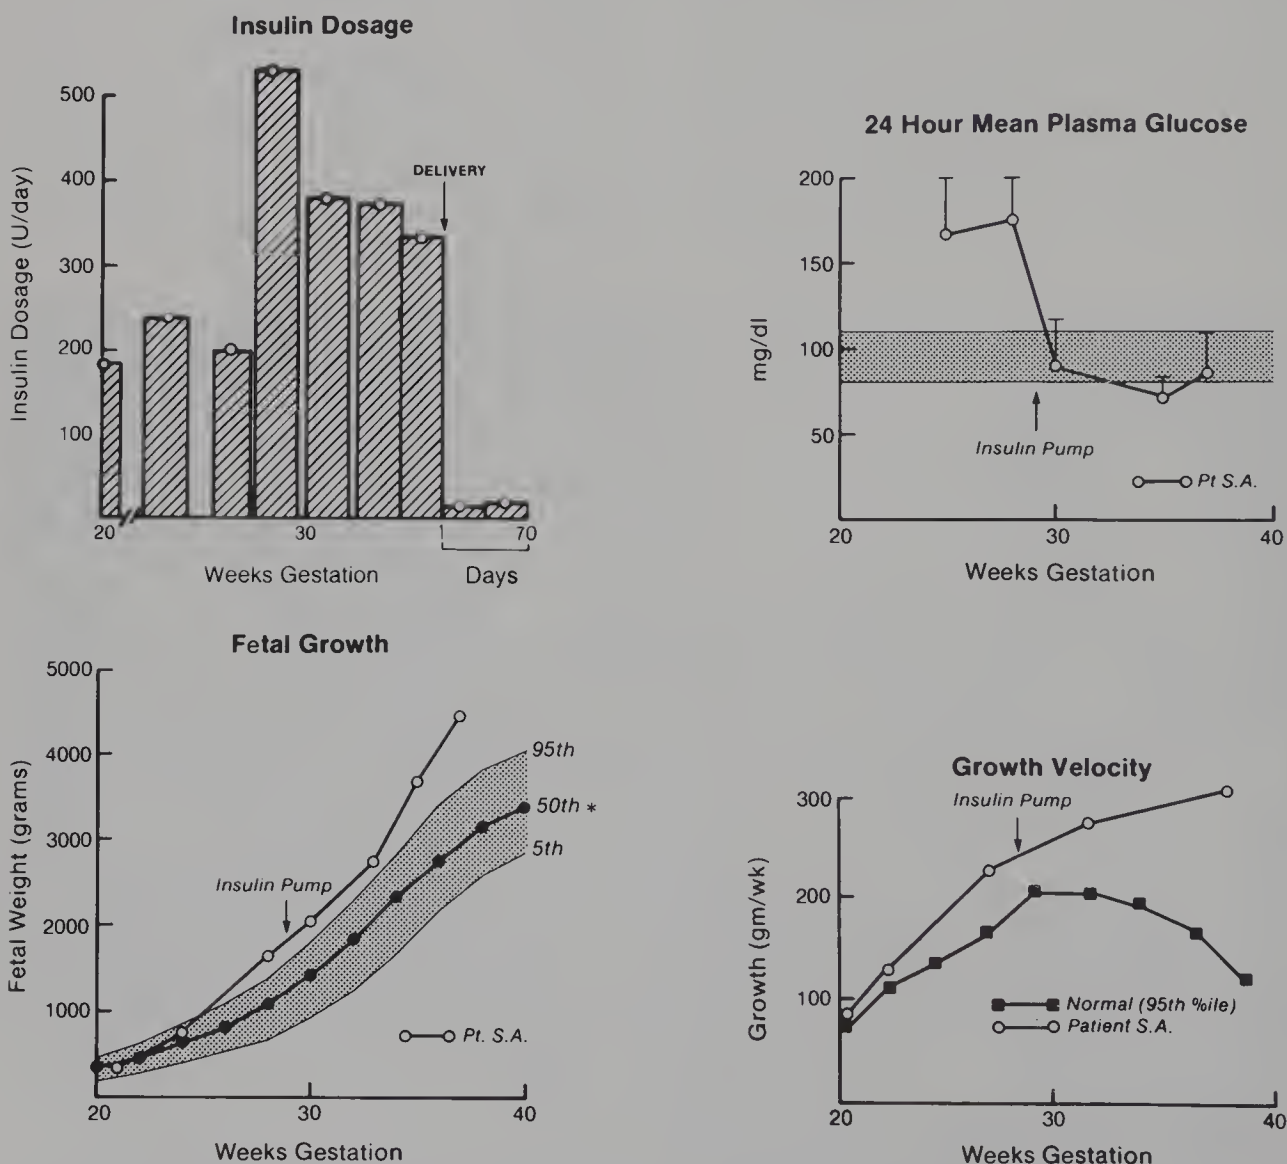 Insulin Dosage
Insulin Dosage (U/day)
500
400
300
200
100
DELIVERY
20
30
1
70
Weeks Gestation
Days
24 Hour Mean Plasma Glucose
mg/dl
200
150
100
50
Insulin Pump
Pt S.A.
20
30
40
Weeks Gestation
Fetal Growth
Fetal Weight (grams)
5000
4000
3000
2000
1000
95th
50th *
5th
Insulin Pump
Pt. S.A.
20
30
40
Weeks Gestation
Growth Velocity
Insulin Pump
Growth (gm/wk)
300
200
100
Normal (95th %ile)
Patient S.A.
20
30
40
Weeks Gestation